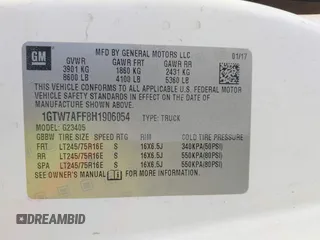 GM
MFD BY GENERAL MOTORS LLC
01/17
GVWR GAWR FRT GAWR RR
3901 KG 1860 KG 2431 KG
8600 LB 4100 LB 5360 LB
THIS VEHICLE CONFORMS TO ALL APPLICABLE U.S. FEDERAL MOTOR
VEHICLE SAFETY STANDARDS IN EFFECT ON THE DATE
OF MANUFACTURE SHOWN ABOVE.
1GTW7AFF8H1906054 TYPE: TRUCK
MODEL: G23405
GBBW TIRE SIZE SPEED RTG RIM COLD TIRE PRESSURE
FRT LT245/75R16E S 16X6.5J 340KPA(50PSI)
RR LT245/75R16E S 16X6.5J 550KPA(80PSI)
SPA LT245/75R16E S 16X6.5J 550KPA(80PSI)
SEE OWNER'S MANUAL FOR MORE INFORMATION.
DREAMBID